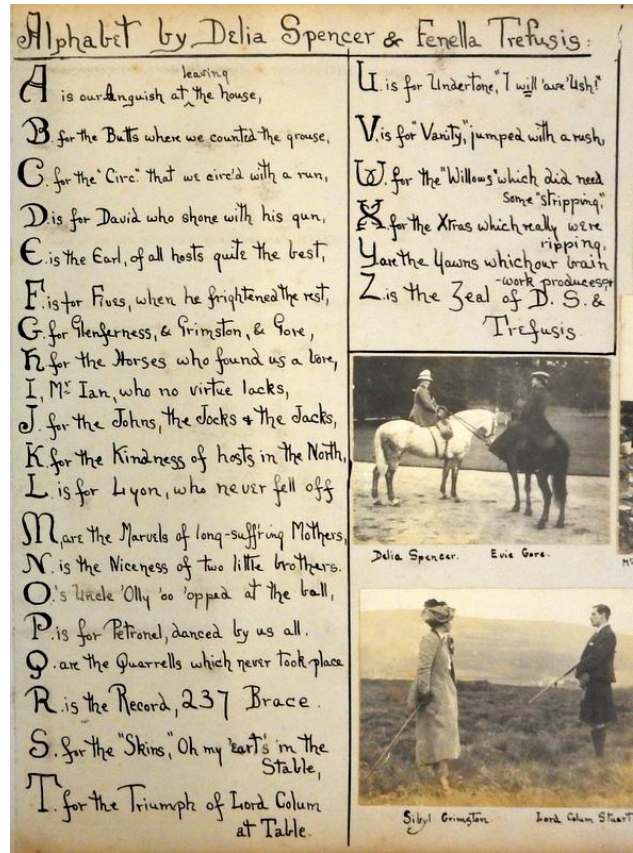 Alphabet by Delia Spencer & Fenella Trefusis:
A is our Anguish at leaving the house,
B. for the Butts where we counted the grouse,
C. for the "Circ." that we circ'd with a run,
D is for David who shone with his gun,
E. is the Earl, of all hosts quite the best,
F. is for Fives, when he frightened the rest,
G. for Glenferness, & Grimston, & Gore,
H for the Horses who found us a bore,
I, Mr Ian, who no virtue lacks,
J. for the Johns, the Jocks & the Jacks,
K. for the Kindness of hosts in the North,
L. is for Lyon, who never fell off
M, are the Marvels of long-suff'ring Mothers,
N. is the Niceness of two little brothers.
O.'s Uncle 'Olly 'oo 'opped at the ball,
P. is for Petronel, danced by us all.
Q. are the Quarrells which never took place
R. is the Record, 237 Brace.
S. for the "Skins", Oh my 'eart's in the
Stable,
T. for the Triumph of Lord Colum
at Table.
U. is for Undertone, "I will 'ave 'Ush!"
V. is for "Vanity", jumped with a rush,
W. for the "Willows" which did need
some "stripping",
X. for the Xtras which really were
ripping,
Y are the Yawns which our brain
-work produces,
Z. is the Zeal of D. S. &
Trefusis.
Delia Spencer. Evie Gore.
Sibyl Grimston. Lord Colum Stuart